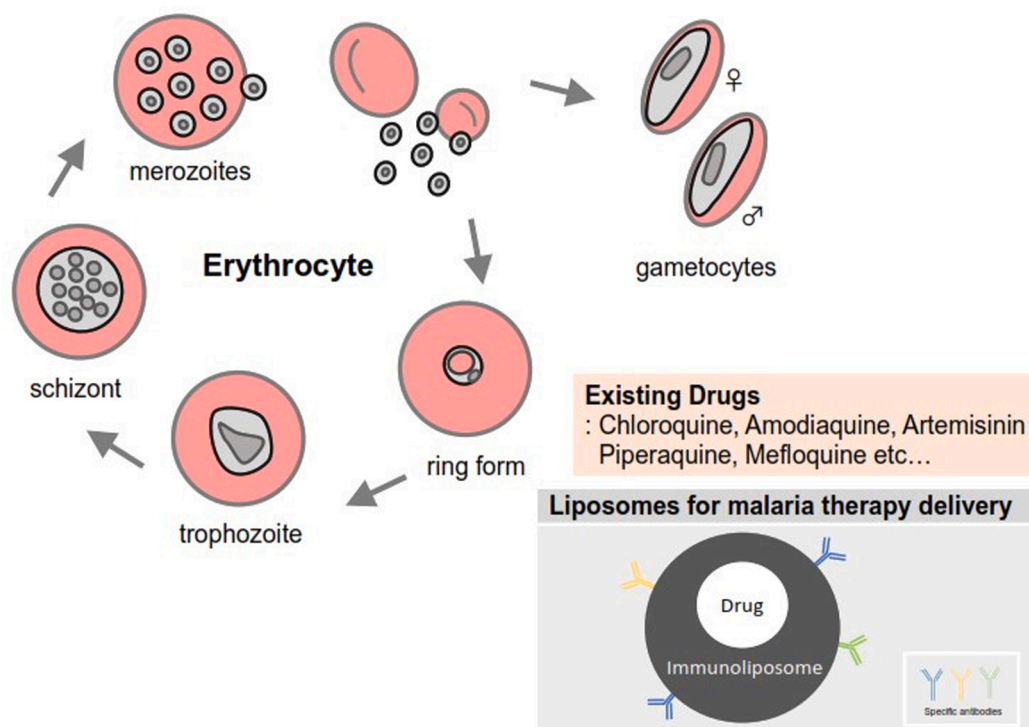 merozoites
♀
♂
gametocytes
Erythrocyte
schizont
ring form
trophozoite
Existing Drugs
: Chloroquine, Amodiaquine, Artemisinin
Piperaquine, Mefloquine etc…
Liposomes for malaria therapy delivery
Drug
Immunoliposome
Specific antibodies